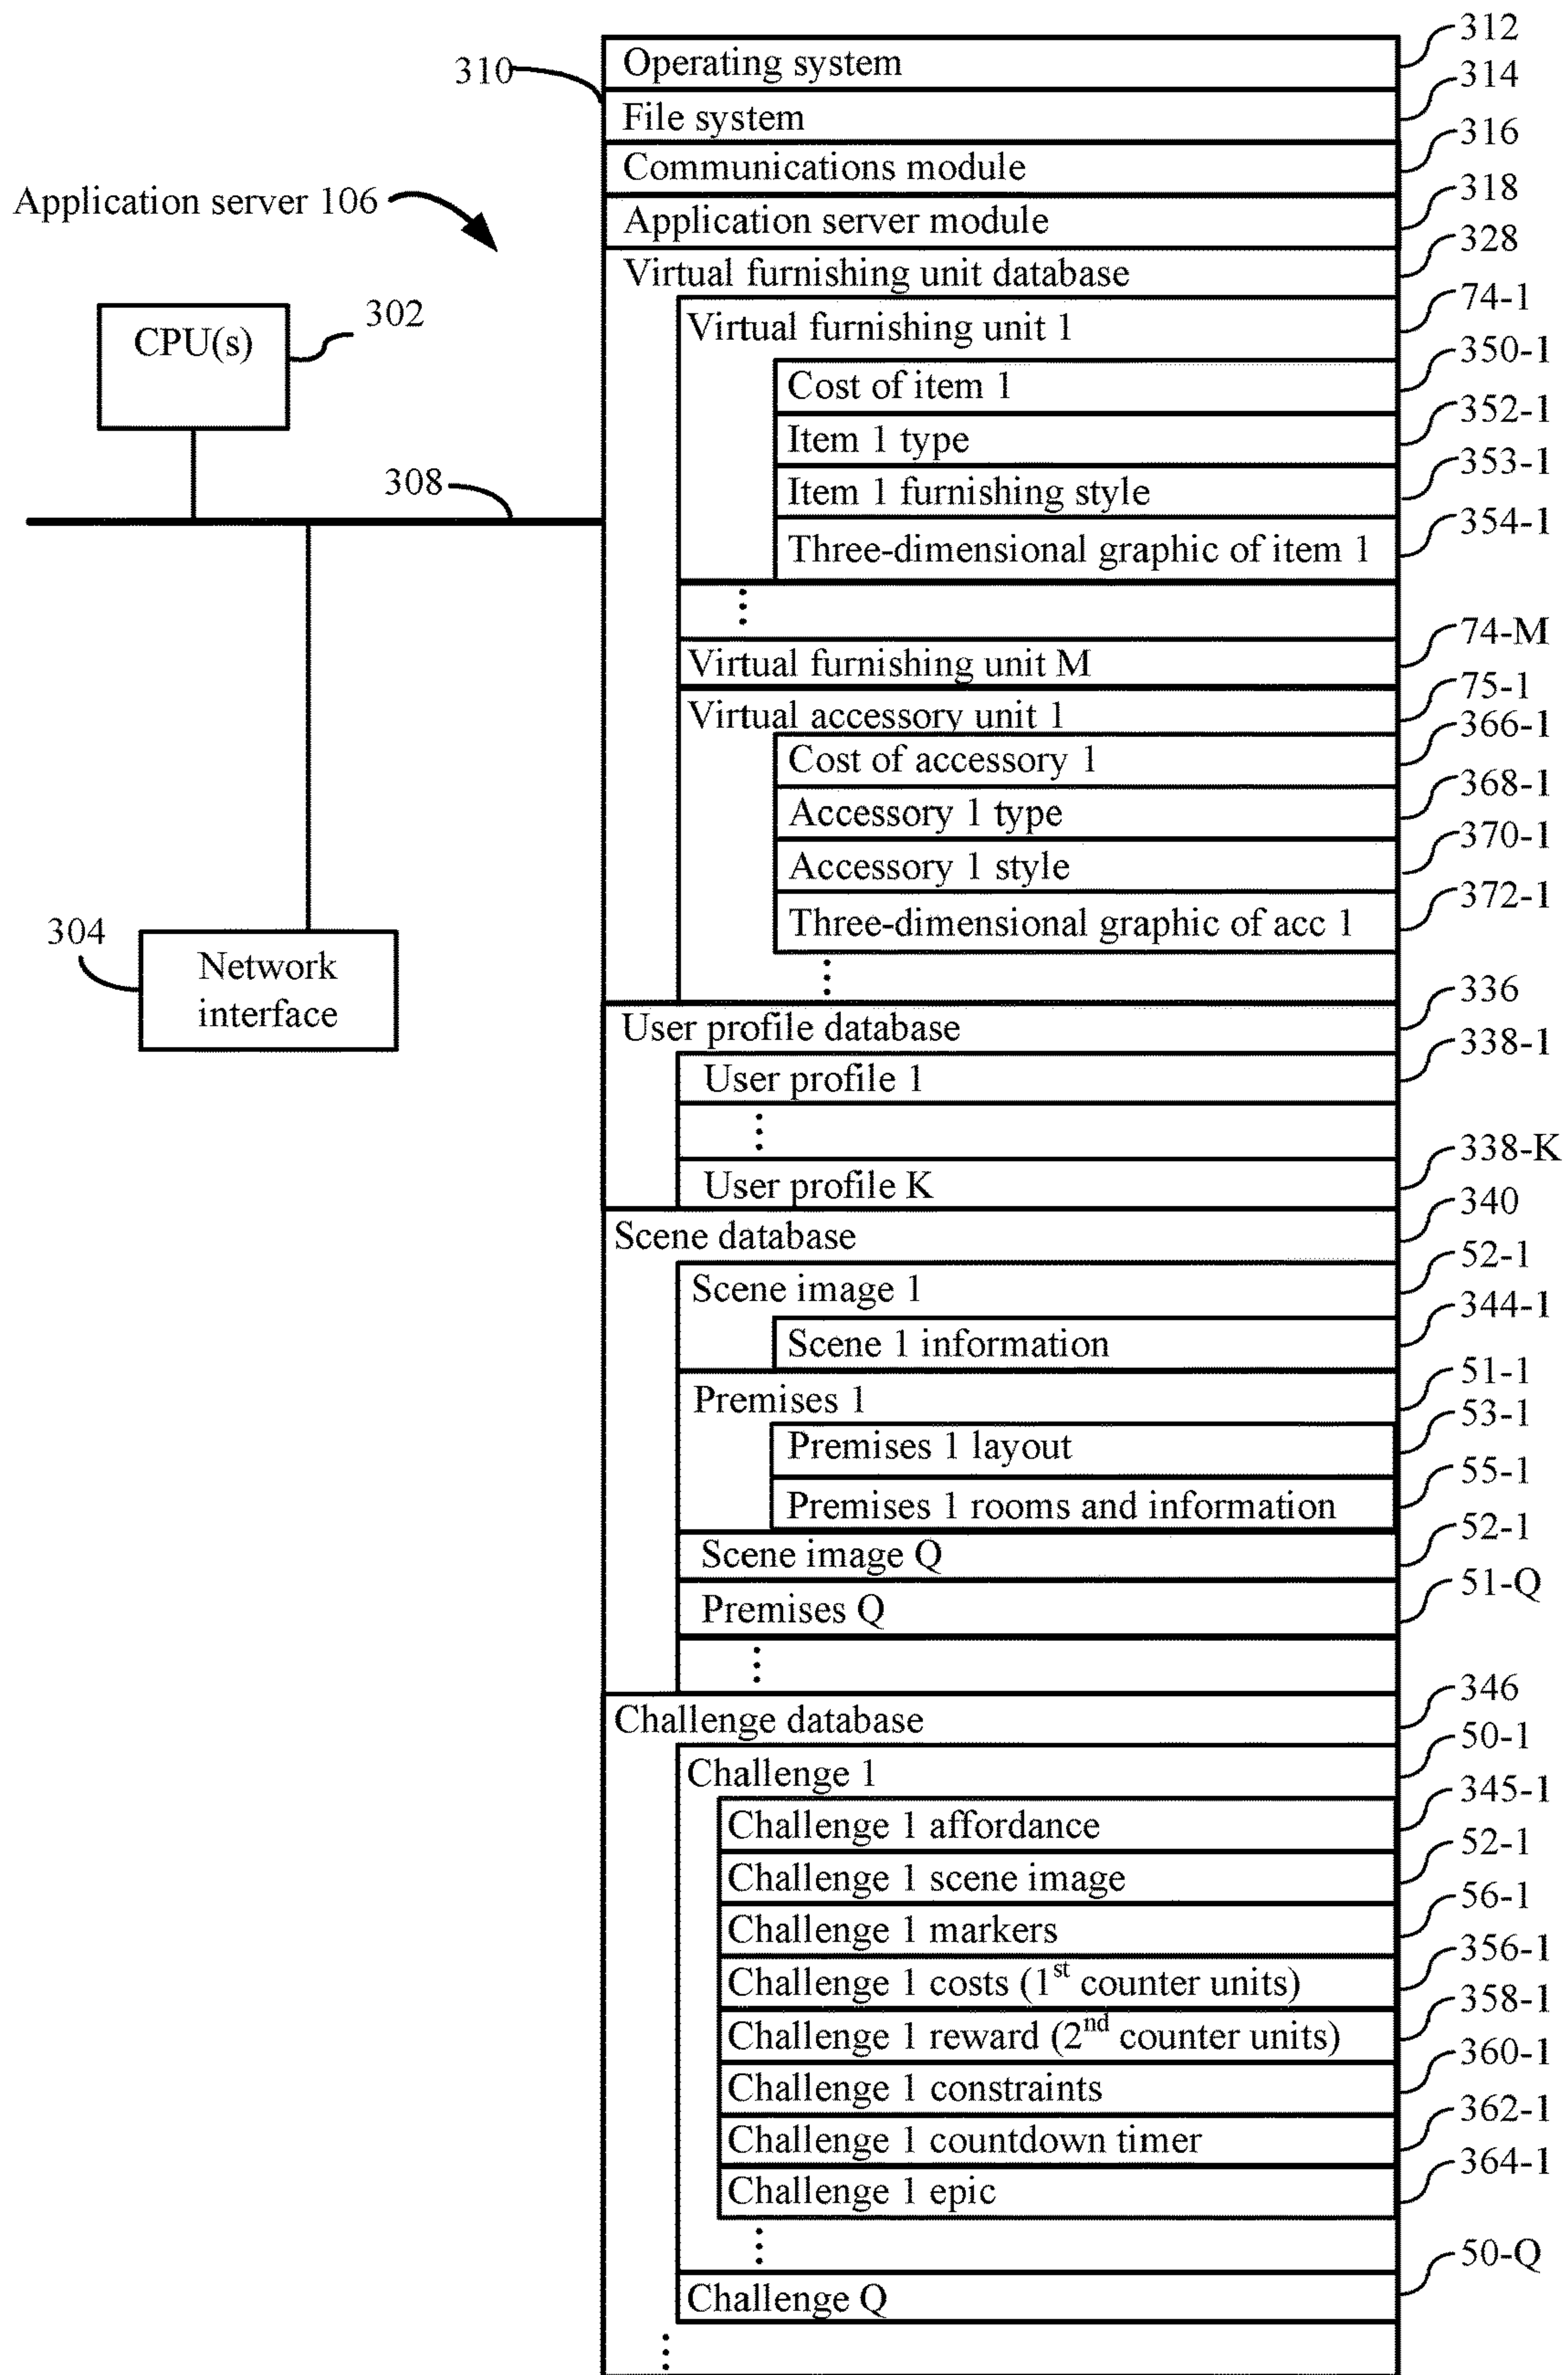 310
Operating system 312
File system 314
Communications module 316
Application server 106
Application server module 318
Virtual furnishing unit database 328
CPU(s) 302
Virtual furnishing unit 1 74-1
Cost of item 1 350-1
Item 1 type 352-1
308
Item 1 furnishing style 353-1
Three-dimensional graphic of item 1 354-1
⋮
Virtual furnishing unit M 74-M
Virtual accessory unit 1 75-1
Cost of accessory 1 366-1
Accessory 1 type 368-1
Accessory 1 style 370-1
Three-dimensional graphic of acc 1 372-1
⋮
304
Network
interface
User profile database 336
User profile 1 338-1
⋮
User profile K 338-K
Scene database 340
Scene image 1 52-1
Scene 1 information 344-1
Premises 1 51-1
Premises 1 layout 53-1
Premises 1 rooms and information 55-1
Scene image Q 52-1
Premises Q 51-Q
⋮
Challenge database 346
Challenge 1 50-1
Challenge 1 affordance 345-1
Challenge 1 scene image 52-1
Challenge 1 markers 56-1
Challenge 1 costs (1st counter units) 356-1
Challenge 1 reward (2nd counter units) 358-1
Challenge 1 constraints 360-1
Challenge 1 countdown timer 362-1
Challenge 1 epic 364-1
⋮
Challenge Q 50-Q
⋮